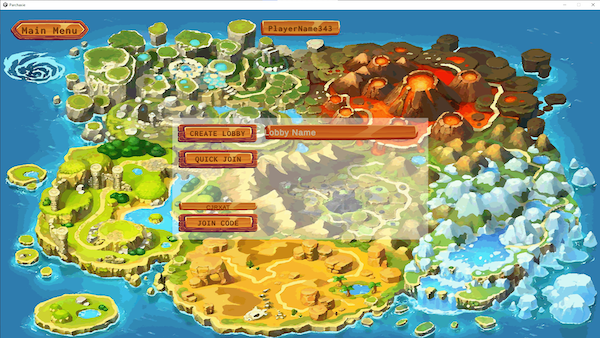 Main Menu
PlayerName343
CREATE LOBBY
Lobby Name
QUICK JOIN
JOIN CODE